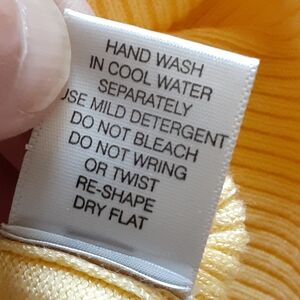 HAND WASH
IN COOL WATER
SEPARATELY
USE MILD DETERGENT
DO NOT BLEACH
DO NOT WRING
OR TWIST
RE-SHAPE
DRY FLAT